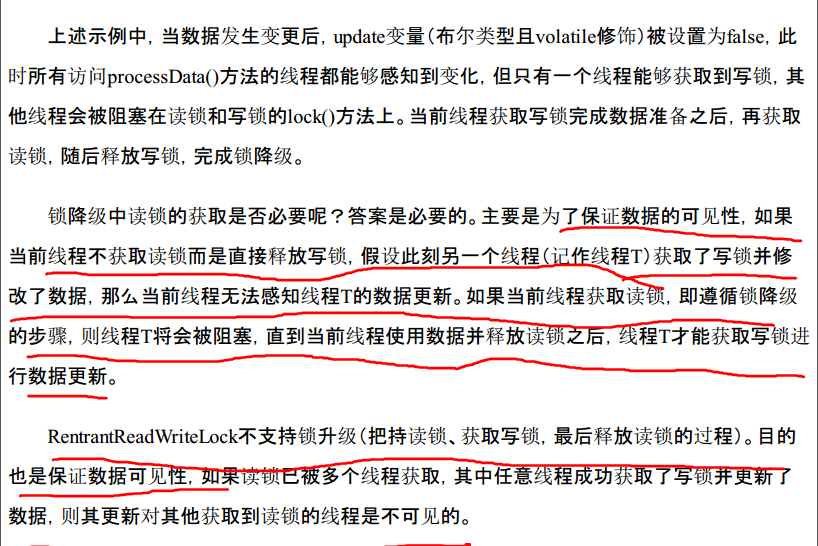 上述示例中，当数据发生变更后，update变量（布尔类型且volatile修饰）被设置为false，此
时所有访问processData()方法的线程都能够感知到变化，但只有一个线程能够获取到写锁，其
他线程会被阻塞在读锁和写锁的lock()方法上。当前线程获取写锁完成数据准备之后，再获取
读锁，随后释放写锁，完成锁降级。
锁降级中读锁的获取是否必要呢？答案是必要的。主要是为了保证数据的可见性，如果
当前线程不获取读锁而是直接释放写锁，假设此刻另一个线程（记作线程T）获取了写锁并修
改了数据，那么当前线程无法感知线程T的数据更新。如果当前线程获取读锁，即遵循锁降级
的步骤，则线程T将会被阻塞，直到当前线程使用数据并释放读锁之后，线程T才能获取写锁进
行数据更新。
RentrantReadWriteLock不支持锁升级（把持读锁、获取写锁，最后释放读锁的过程）。目的
也是保证数据可见性，如果读锁已被多个线程获取，其中任意线程成功获取了写锁并更新了
数据，则其更新对其他获取到读锁的线程是不可见的。